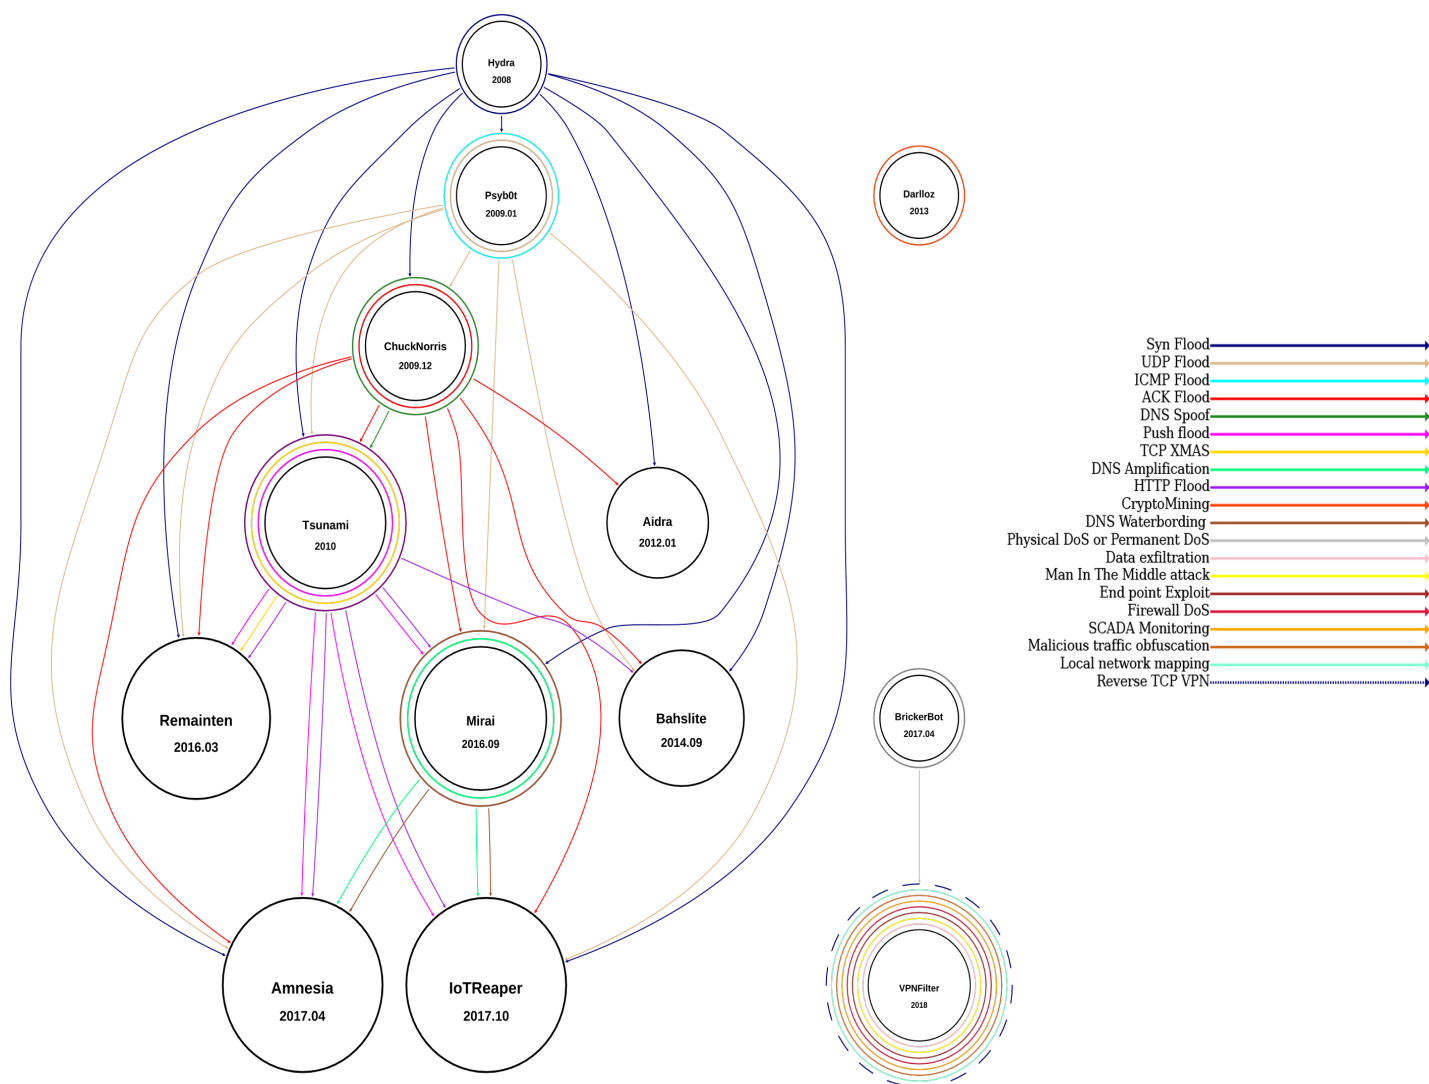 Hydra
2008
Psyb0t
2009.01
Darlloz
2013
ChuckNorris
2009.12
Tsunami
2010
Aidra
2012.01
Remainten
2016.03
Mirai
2016.09
Bahslite
2014.09
BrickerBot
2017.04
Amnesia
2017.04
IoTReaper
2017.10
VPNFilter
2018
Syn Flood
UDP Flood
ICMP Flood
ACK Flood
DNS Spoof
Push flood
TCP XMAS
DNS Amplification
HTTP Flood
CryptoMining
DNS Waterbording
Physical DoS or Permanent DoS
Data exfiltration
Man In The Middle attack
End point Exploit
Firewall DoS
SCADA Monitoring
Malicious traffic obfuscation
Local network mapping
Reverse TCP VPN